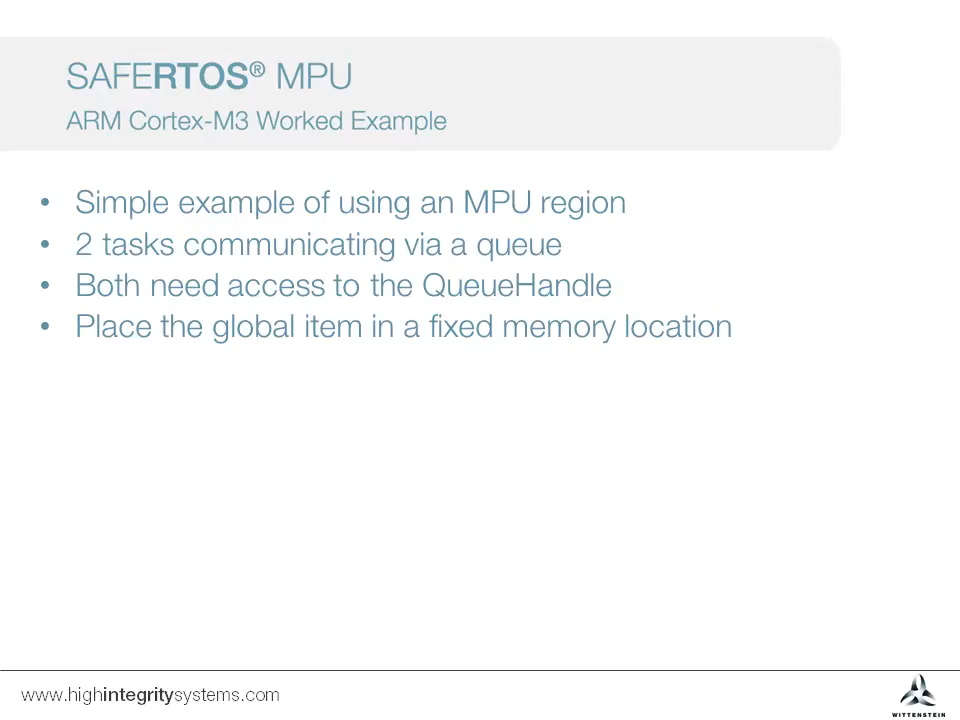 SAFERTOS® MPU
ARM Cortex-M3 Worked Example
• Simple example of using an MPU region
• 2 tasks communicating via a queue
• Both need access to the QueueHandle
• Place the global item in a fixed memory location
www.highintegritysystems.com
WITTENSTEIN